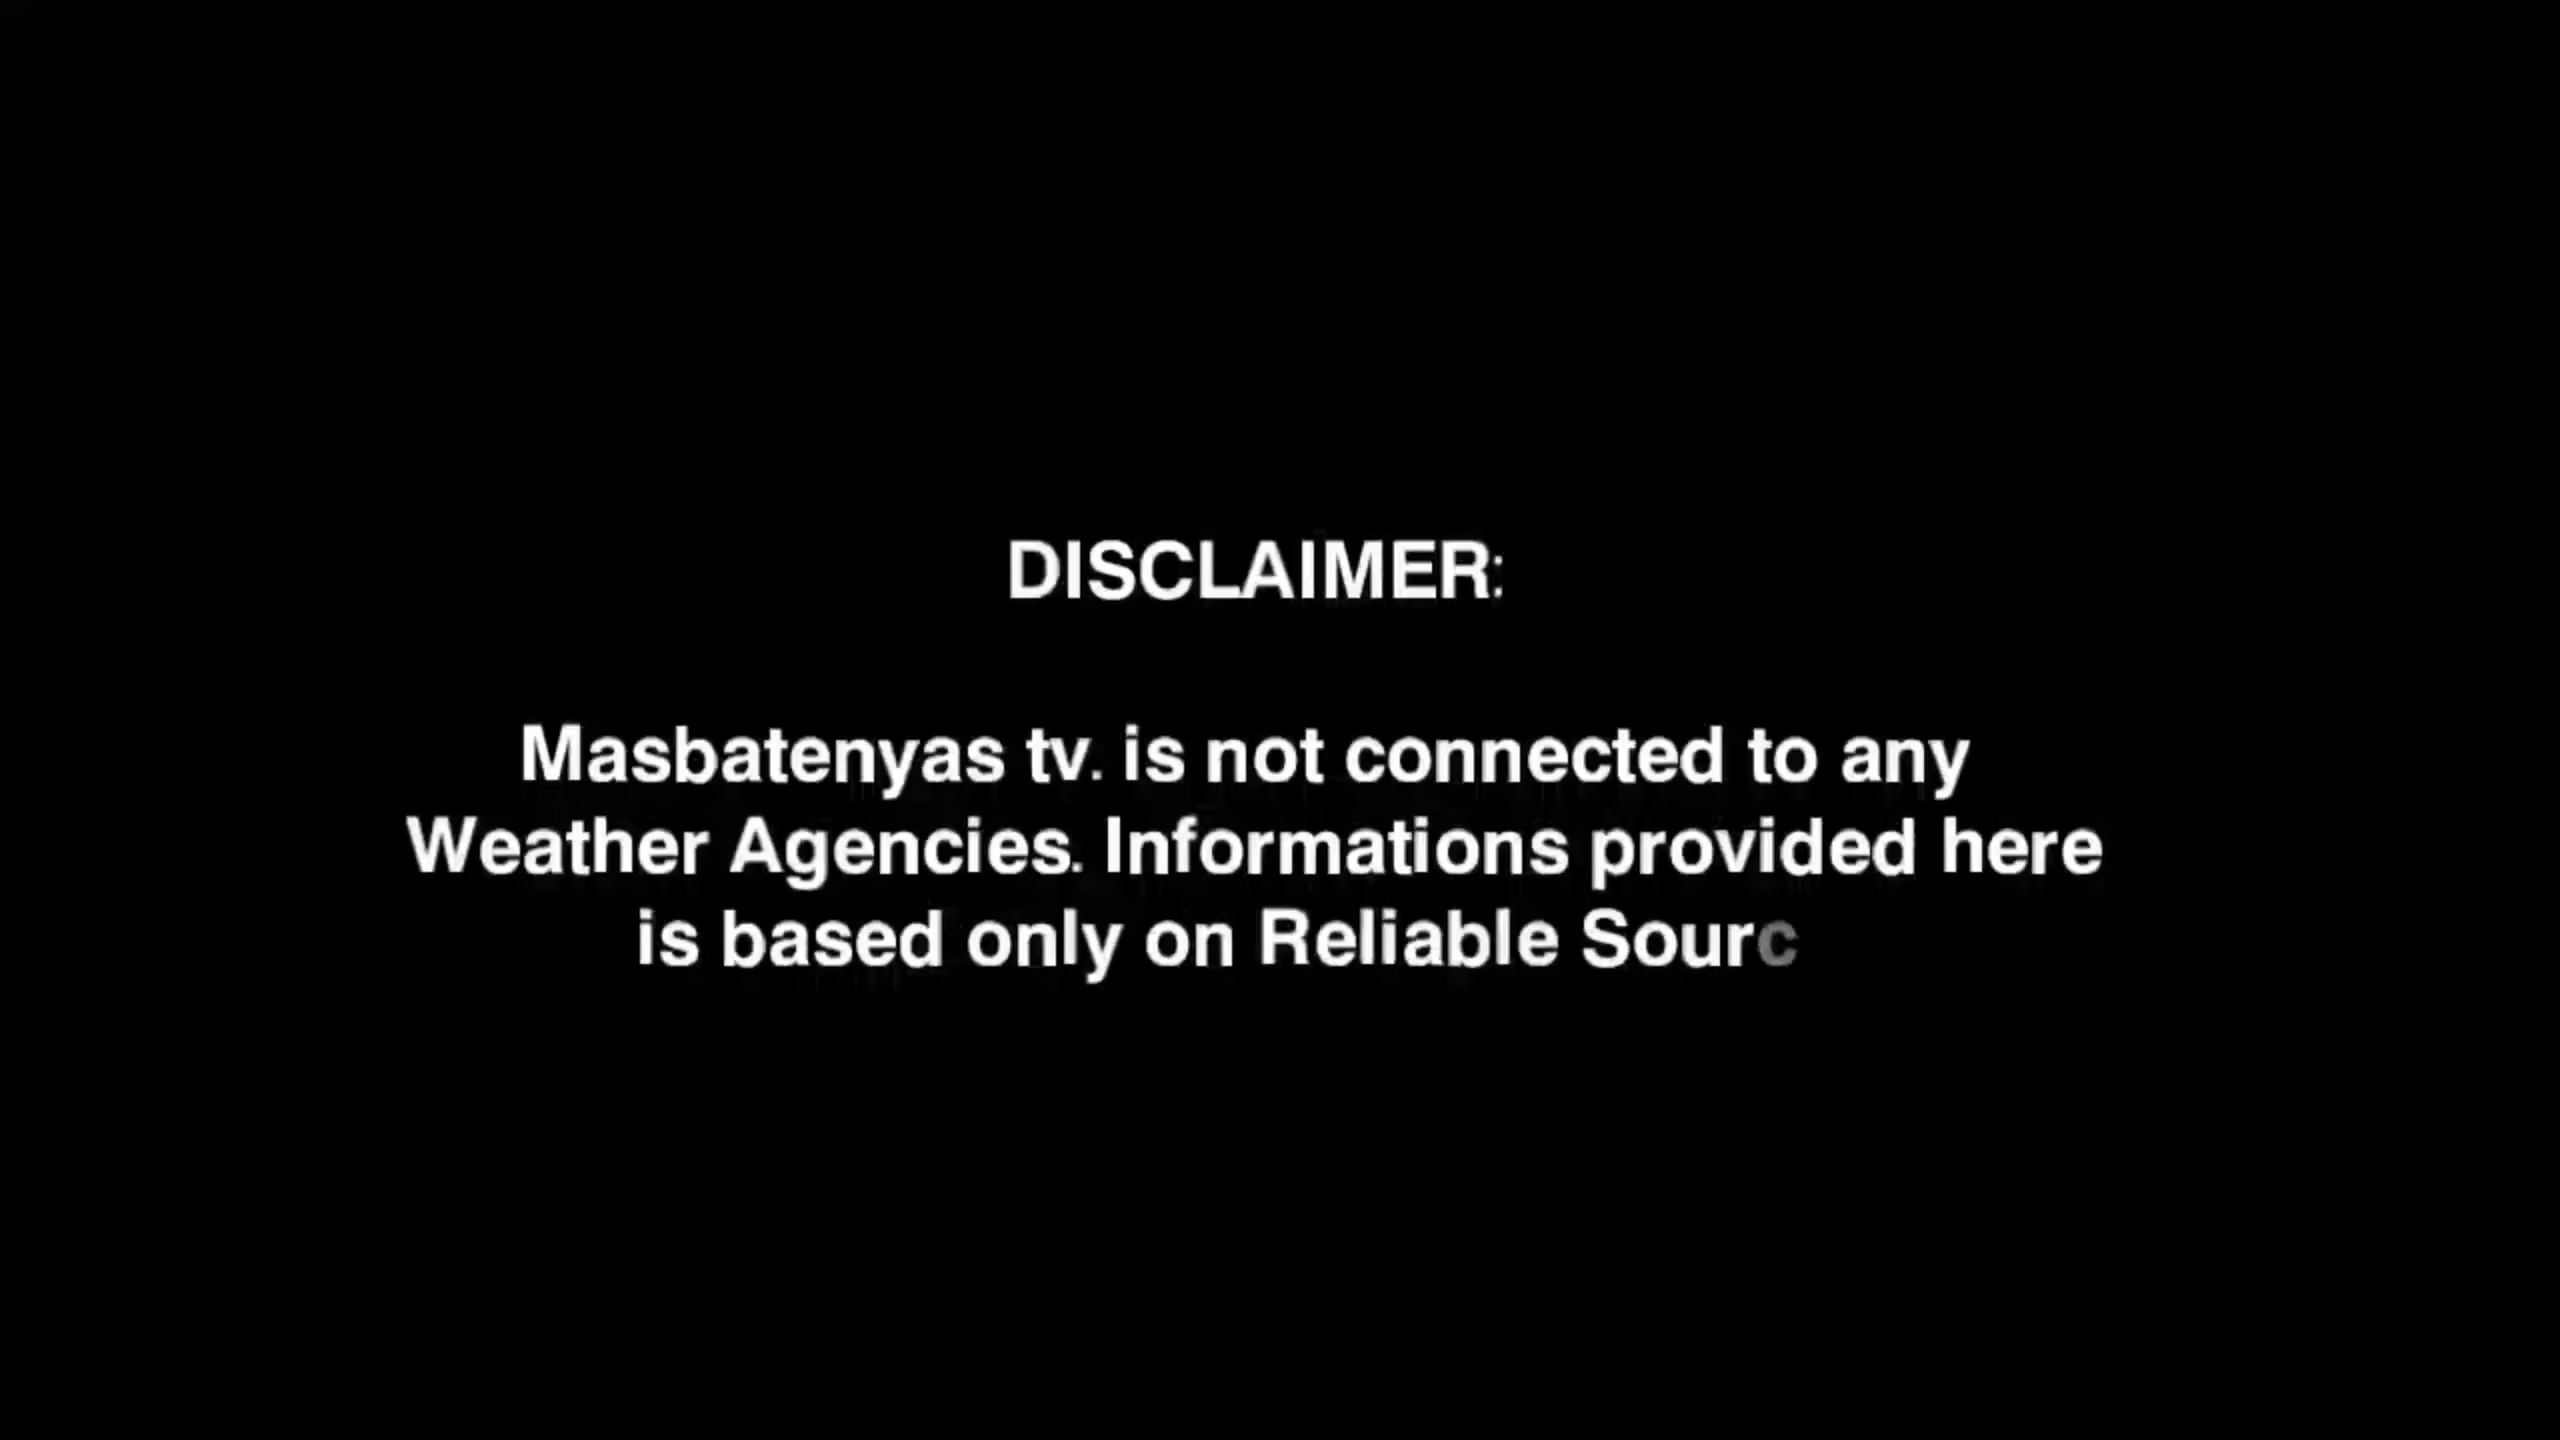 DISCLAIMER:
Masbatenyas tv. is not connected to any
Weather Agencies. Informations provided here
is based only on Reliable Sourc